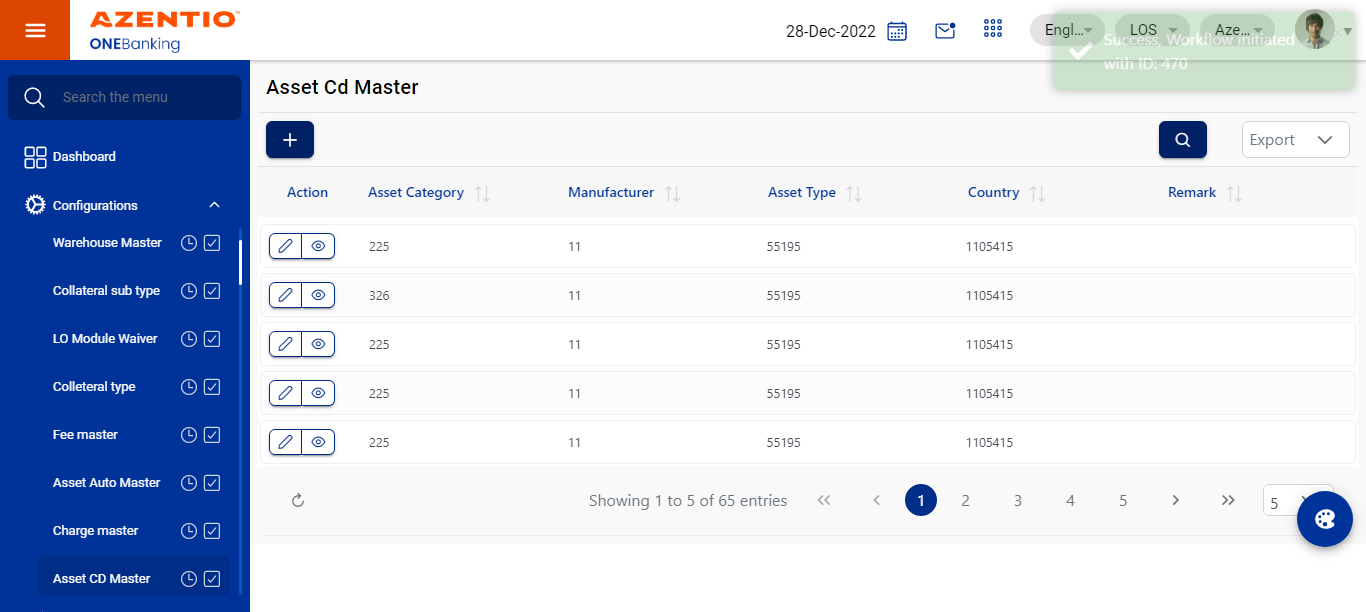 AZENTIO™
ONEBanking
28-Dec-2022
Engl...
LOS
Aze...
Success, Workflow initiated
with ID: 470
Search the menu
Dashboard
Configurations
Warehouse Master
Collateral sub type
LO Module Waiver
Colleteral type
Fee master
Asset Auto Master
Charge master
Asset CD Master
Asset Cd Master
Export
Action Asset Category Manufacturer Asset Type Country Remark
225 11 55195 1105415
326 11 55195 1105415
225 11 55195 1105415
225 11 55195 1105415
225 11 55195 1105415
Showing 1 to 5 of 65 entries « ‹ 1 2 3 4 5 › » 5